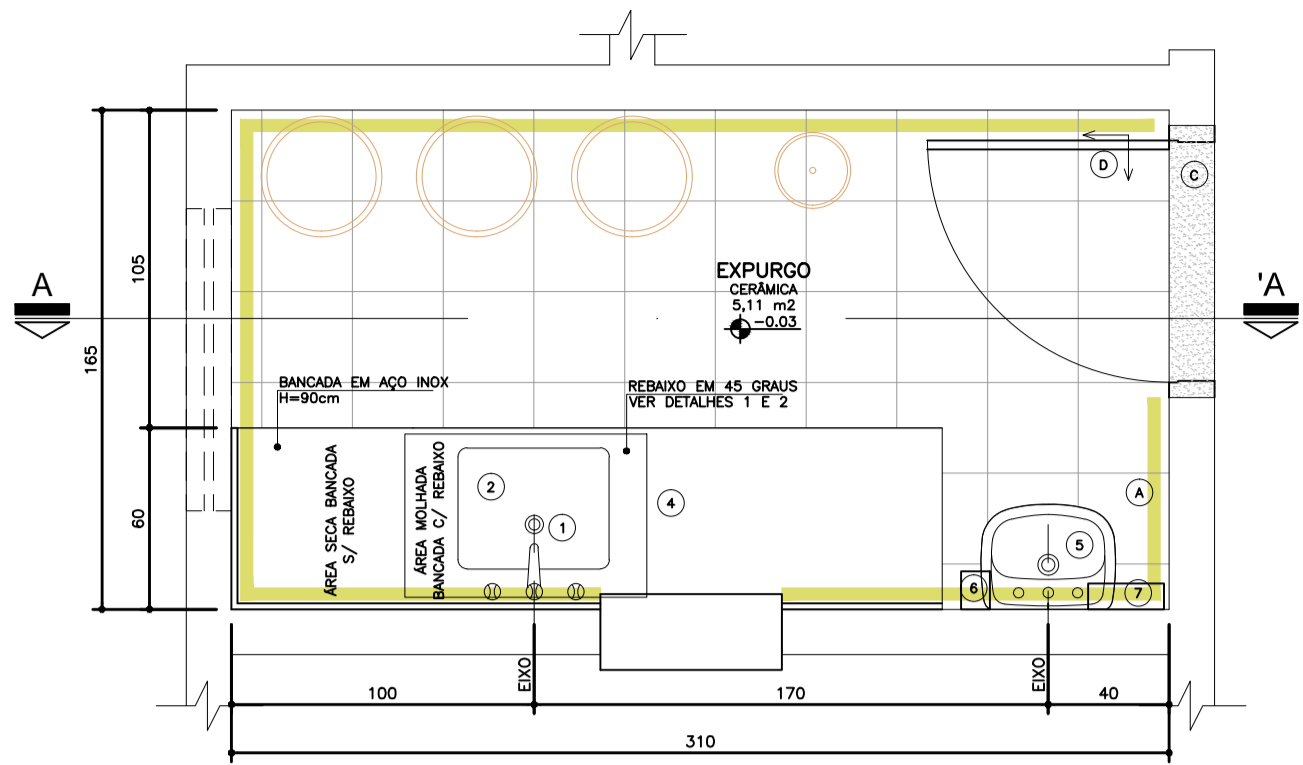 D
C
A
'A
105
165
60
EXPURGO
CERÂMICA
5,11 m2
-0.03
BANCADA EM AÇO INOX
H=90cm
REBAIXO EM 45 GRAUS
VER DETALHES 1 E 2
ÁREA SECA BANCADA
S/ REBAIXO
ÁREA MOLHADA
BANCADA C/ REBAIXO
2
1
4
A
5
6
7
EIXO
EIXO
100
170
40
310